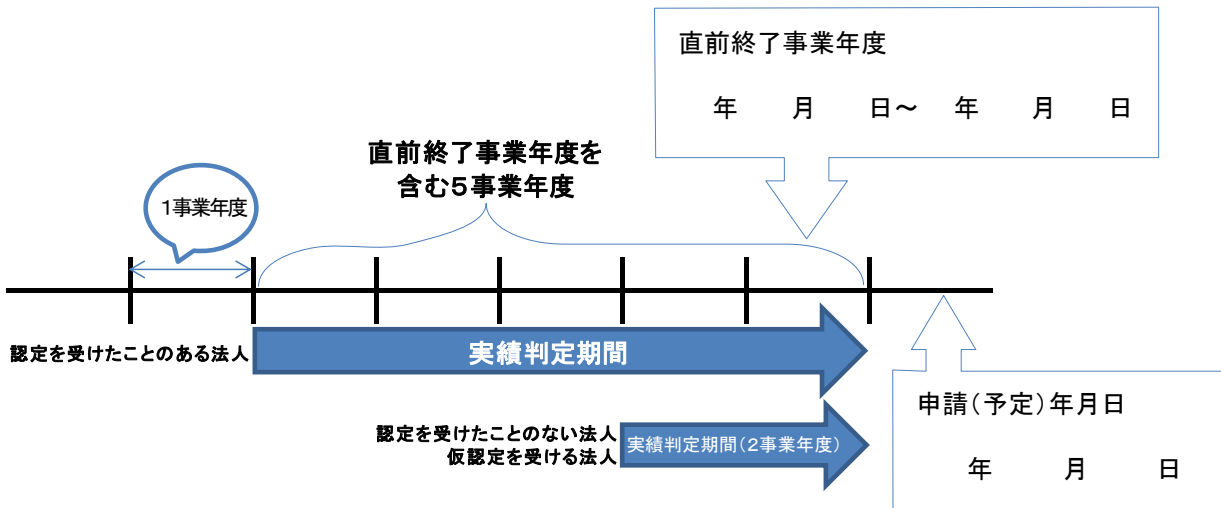 直前終了事業年度
年 月 日～ 年 月 日
直前終了事業年度を
含む５事業年度
1事業年度
認定を受けたことのある法人
実績判定期間
認定を受けたことのない法人
仮認定を受ける法人
実績判定期間(2事業年度)
申請(予定)年月日
年 月 日